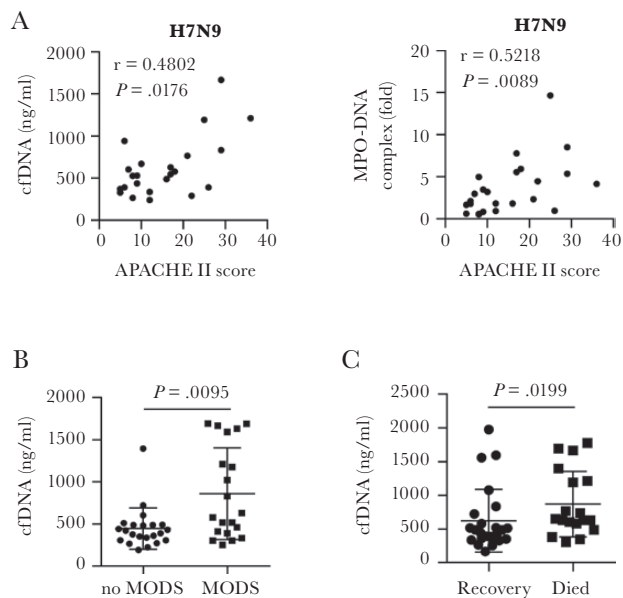 A
H7N9
r = 0.4802
P = .0176
cfDNA (ng/ml)
2000
1500
1000
500
0
0 10 20 30 40
APACHE II score
H7N9
r = 0.5218
P = .0089
MPO-DNA
complex (fold)
20
15
10
5
0
0 10 20 30 40
APACHE II score
B
P = .0095
cfDNA (ng/ml)
2000
1500
1000
500
0
no MODS MODS
C
P = .0199
cfDNA (ng/ml)
2500
2000
1500
1000
500
0
Recovery Died